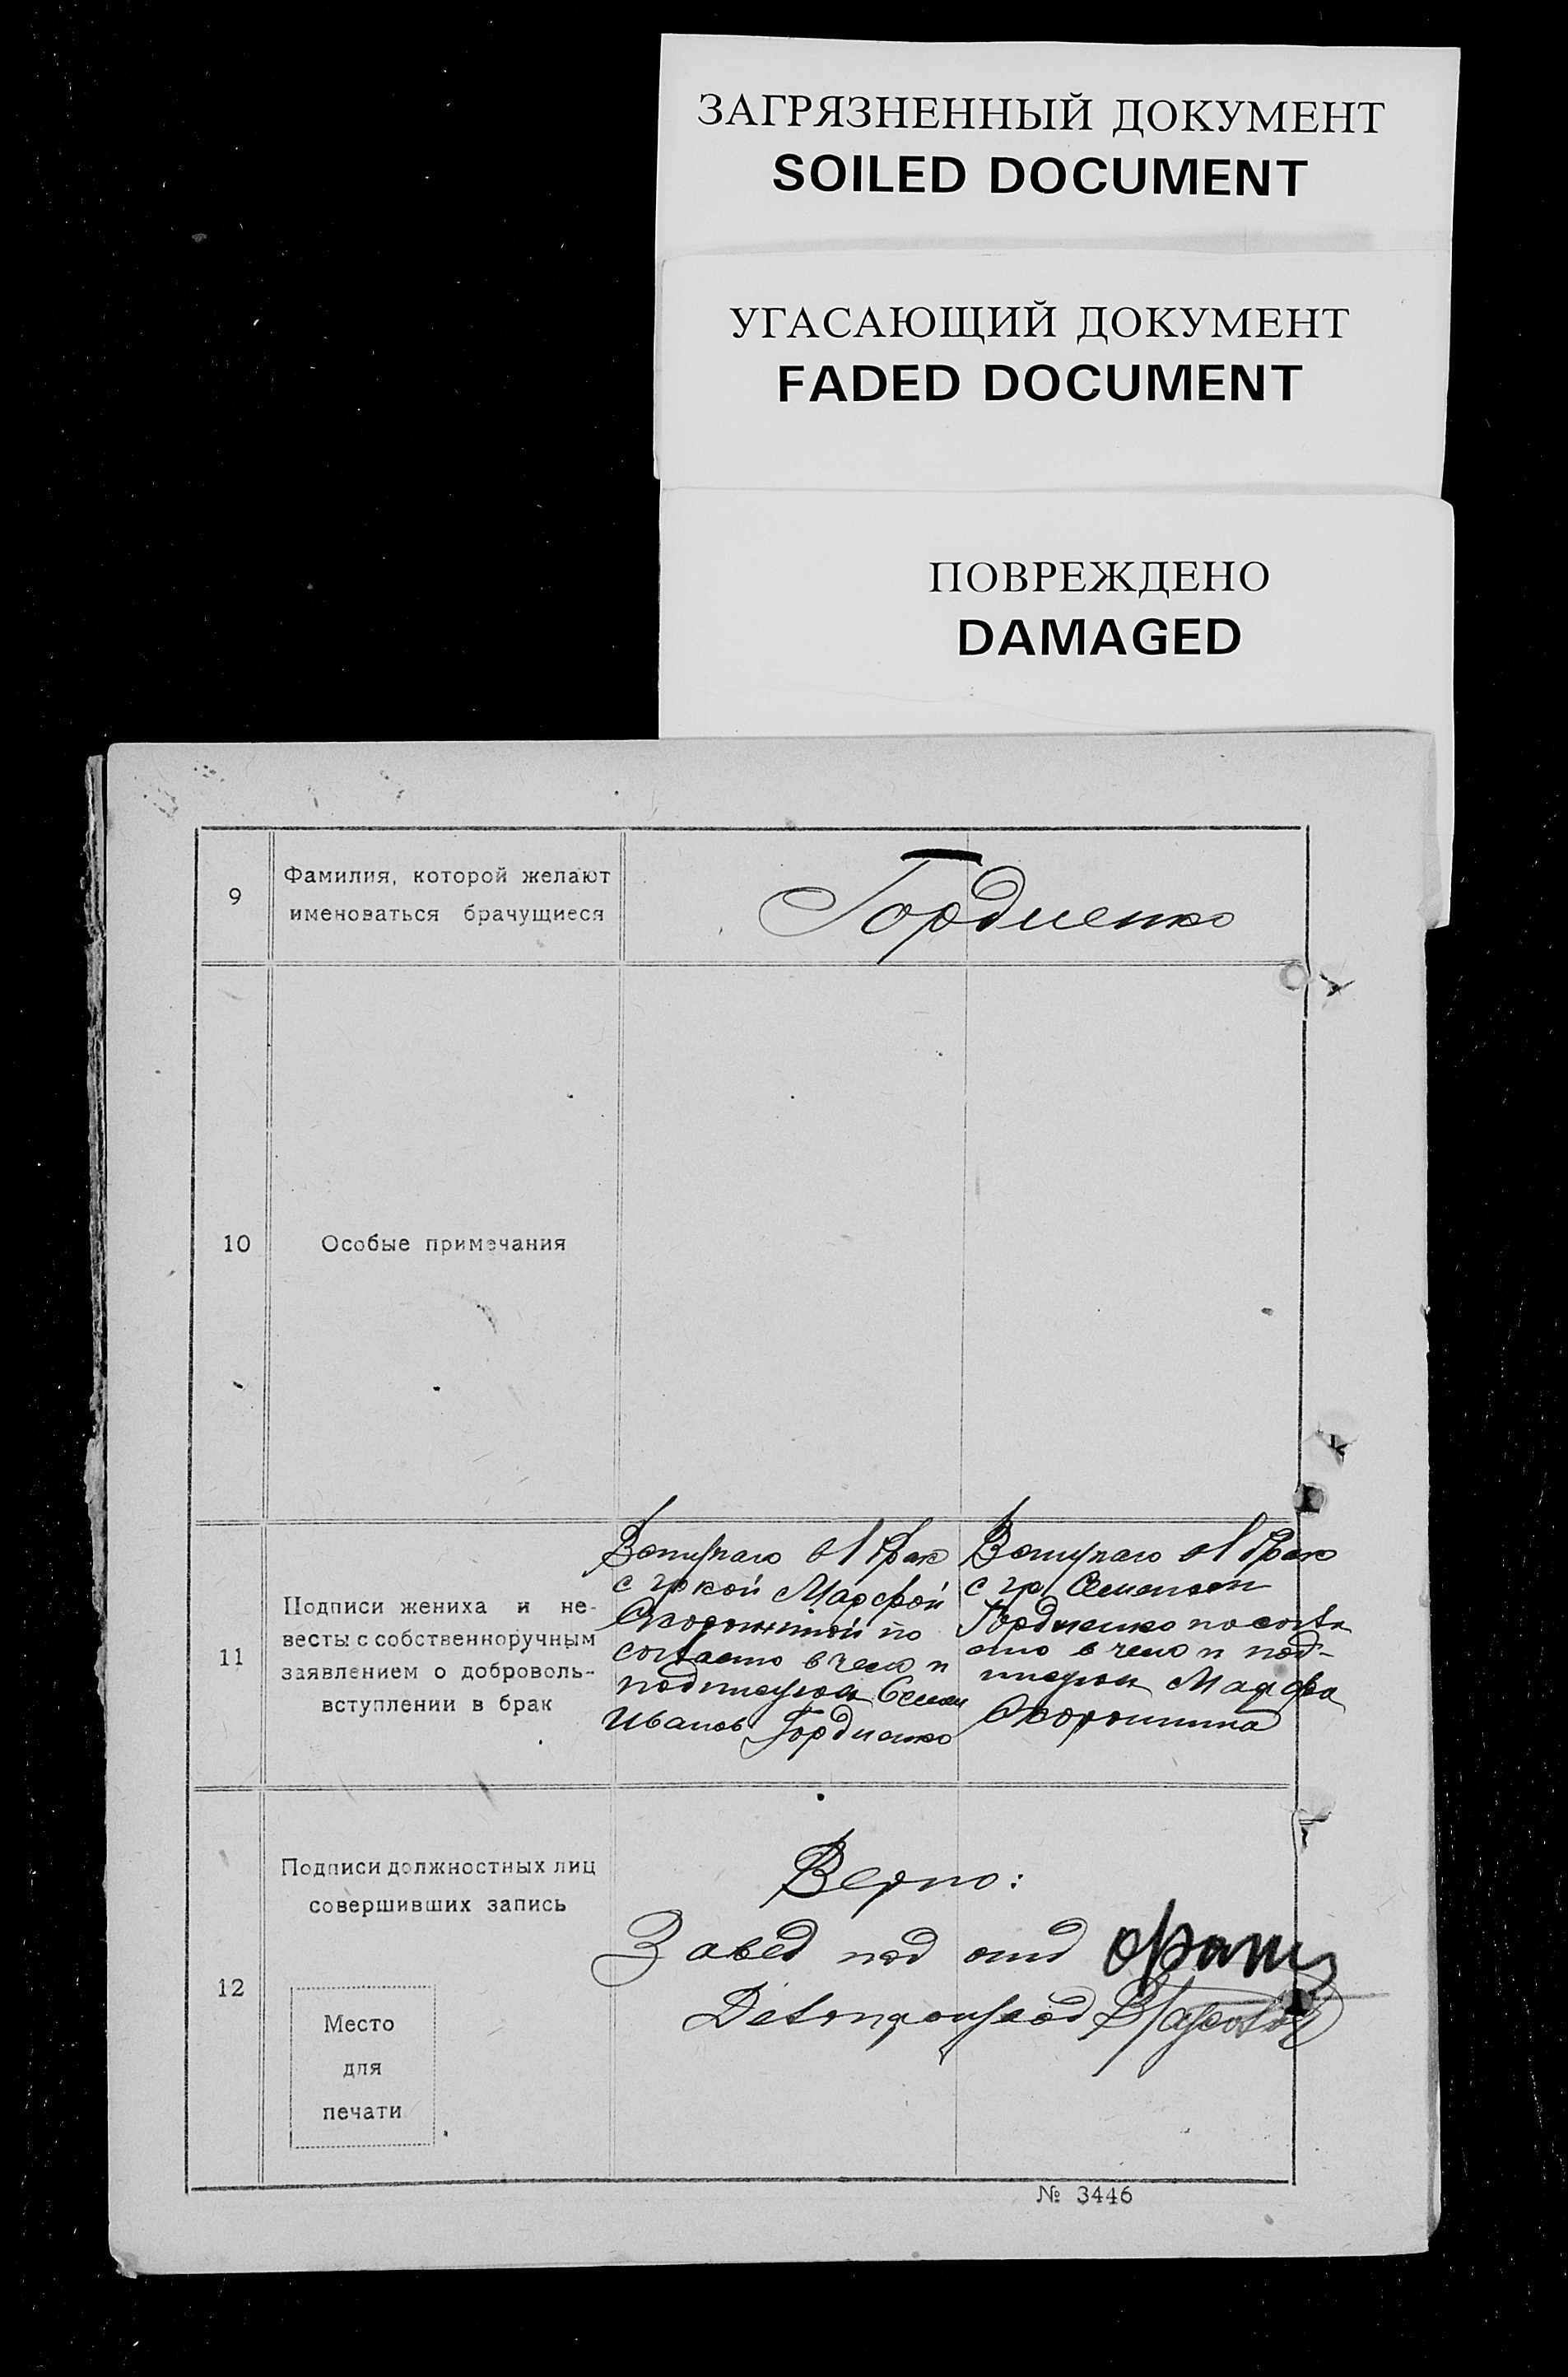 ЗАГРЯЗНЕННЫЙ ДОКУМЕНТ
SOILED DOCUMENT
УГАСАЮЩИЙ ДОКУМЕНТ
FADED DOCUMENT
ПОВРЕЖДЕНО
DAMAGED
9
Фамилия, которой желают
именоваться брачущиеся
Гордиенко
10
Особые примечания
11
Подписи жениха и не-
весты с собственноручным
заявлением о доброволь-
вступлении в брак
Вступаю в брак
с гр кой Марфой
по
согласию в чем и
подписуюсь Семен
Иванов Гордиенко
Вступаю в брак
с гр Семеном
Гордиенко по согла
сию в чем и под-
писуюсь Марфа
12
Подписи должностных лиц
совершивших запись
Место
для
печати
Верно:
Завед под отд
Делопроизвод
№ 3446